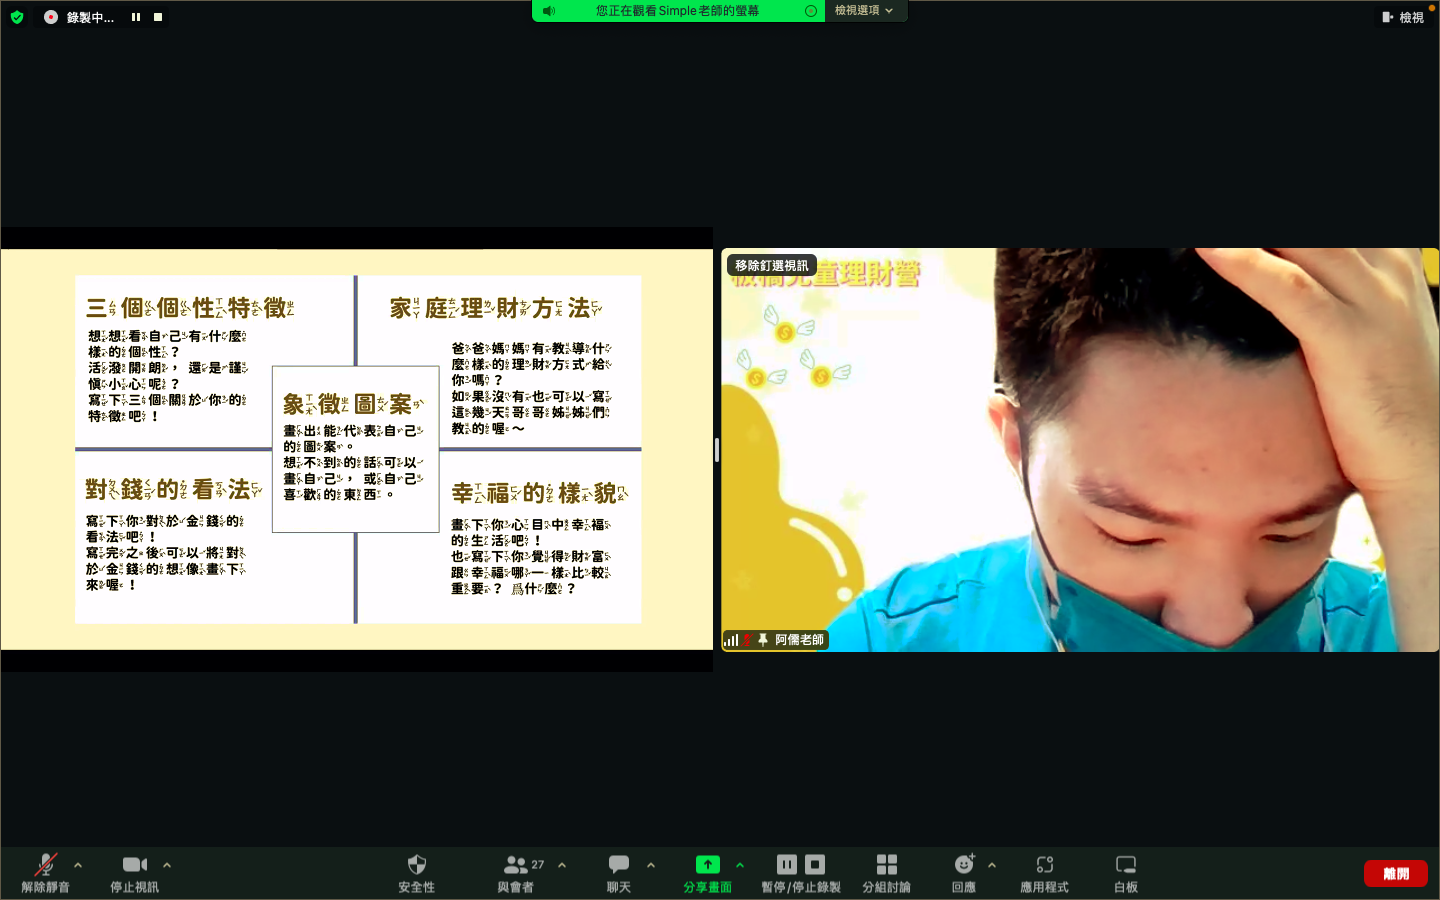 錄製中...
您正在觀看Simple老師的螢幕
檢視選項
檢視
三個個性特徵
想想看自己有什麼
樣的個性？
活潑開朗，還是謹
慎小心呢？
寫下三個關於你的
特徵吧！
家庭理財方法
爸爸媽媽有教導什
麼樣的理財方式給
你嗎？
如果沒有也可以寫
這幾天哥哥姊姊們
教的喔～
象徵圖案
畫出能代表自己
的圖案。
想不到的話可以
畫自己，或自己
喜歡的東西。
對錢的看法
寫下你對於金錢的
看法吧！
寫完之後可以將對
於金錢的想像畫下
來喔！
幸福的樣貌
畫下你心目中幸福
的生活吧！
也寫下你覺得財富
跟幸福哪一樣比較
重要？為什麼？
移除釘選視訊
板橋兒童理財營
阿儒老師
解除靜音
停止視訊
安全性
27
與會者
聊天
分享畫面
暫停/停止錄製
分組討論
回應
應用程式
白板
離開